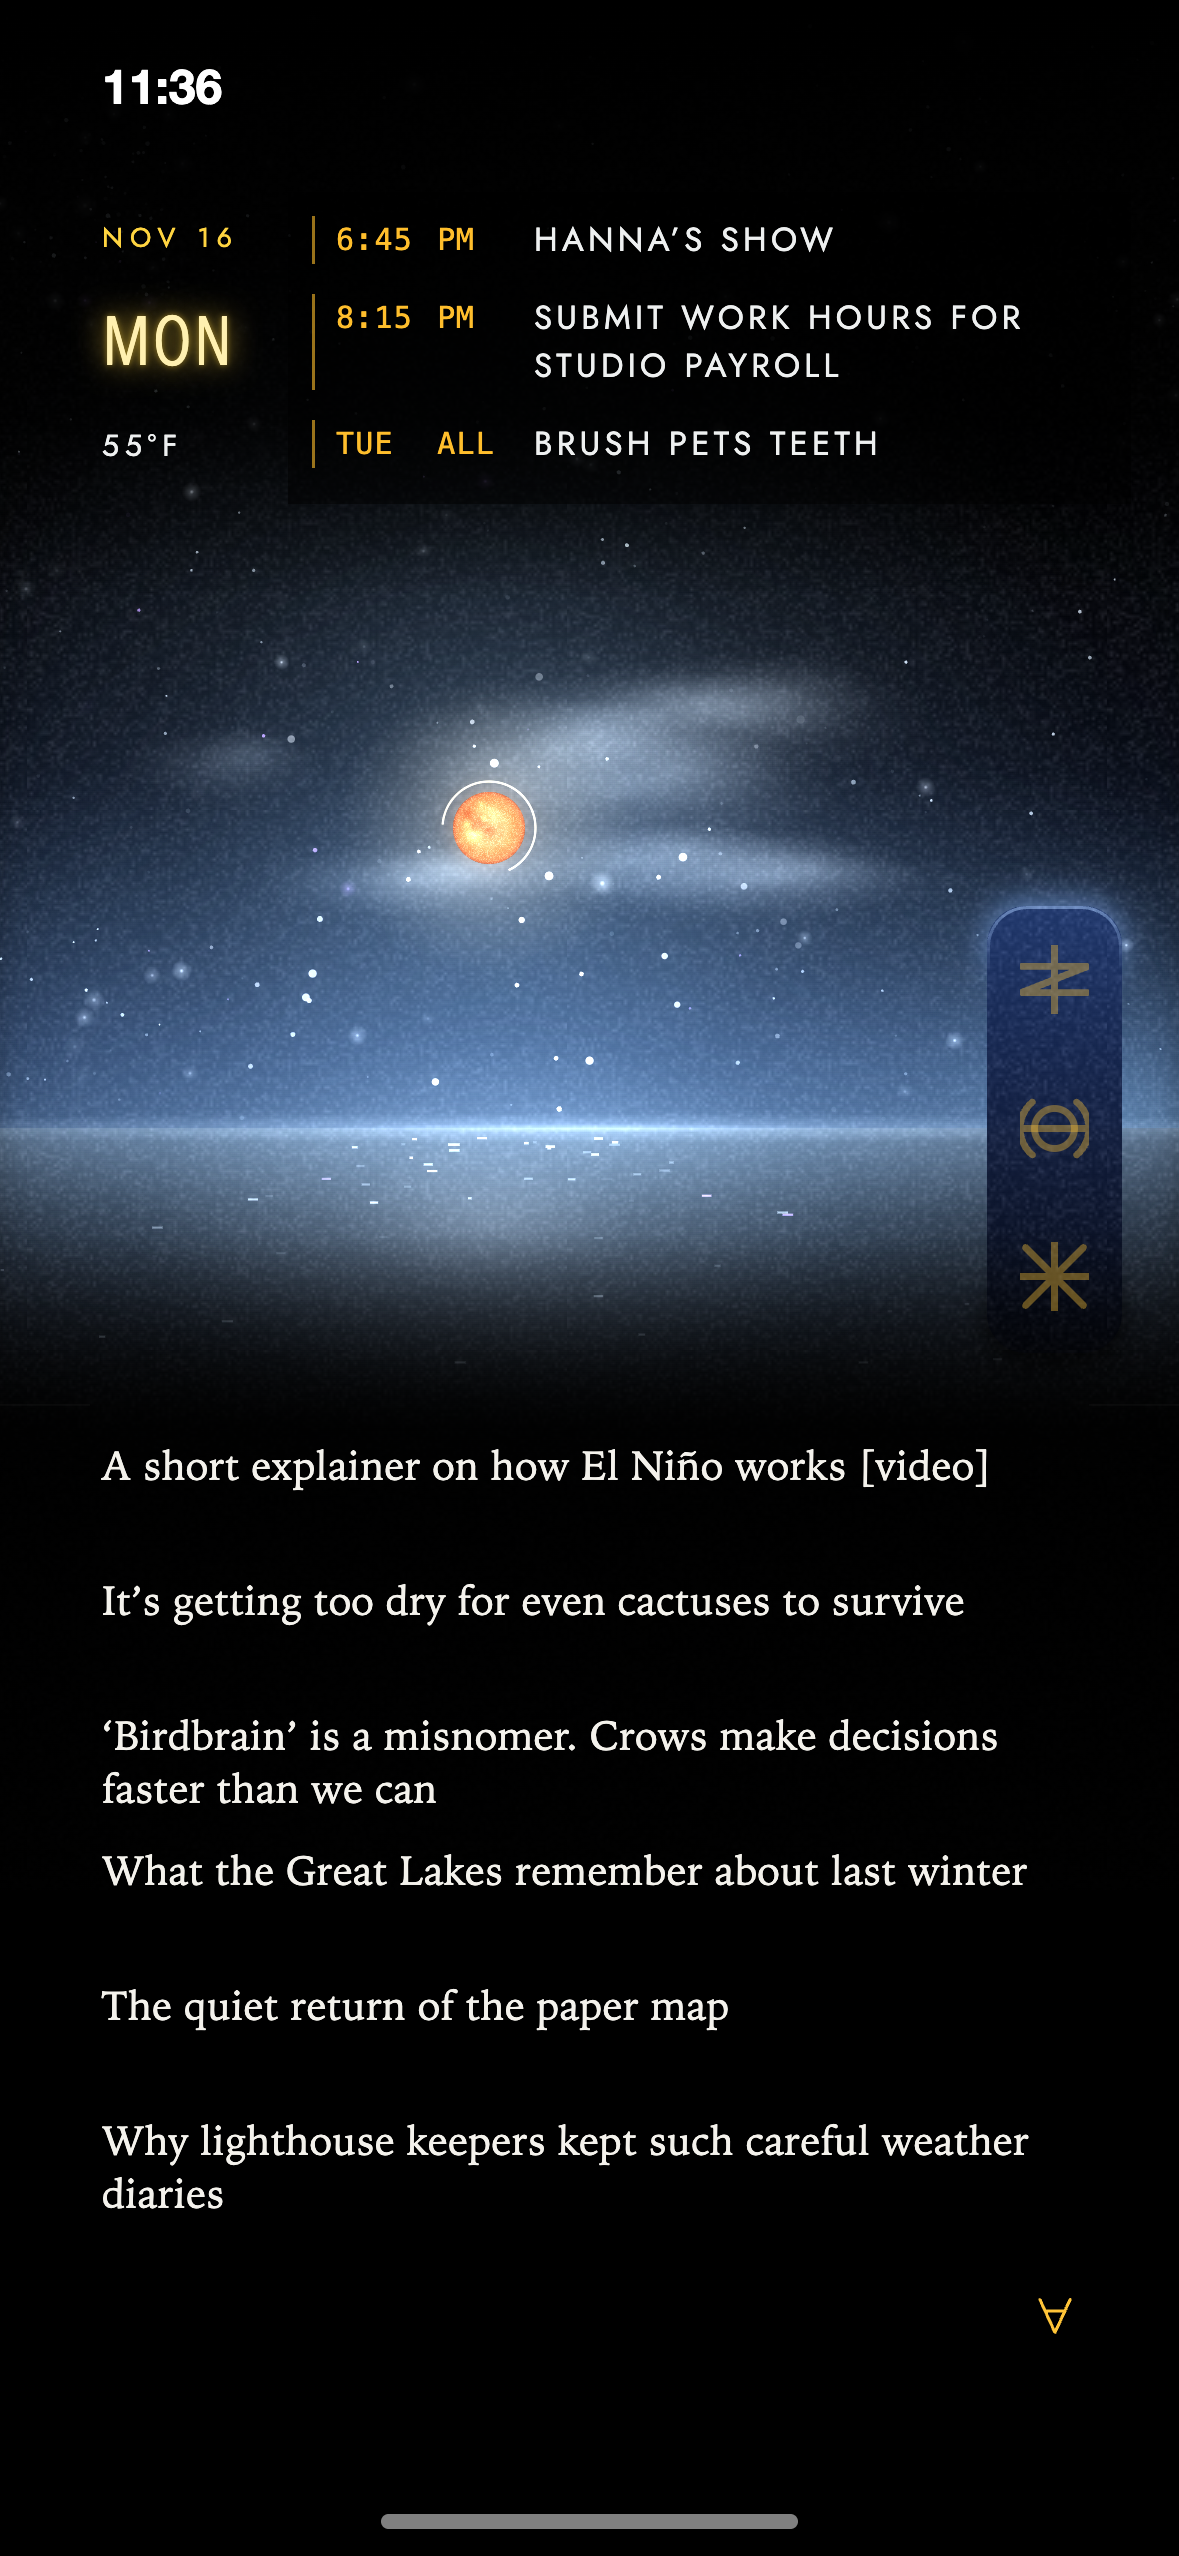 11:36
NOV 16
MON
55°F
6:45 PM HANNA’S SHOW
8:15 PM SUBMIT WORK HOURS FOR
STUDIO PAYROLL
TUE ALL BRUSH PETS TEETH
A short explainer on how El Niño works [video]
It’s getting too dry for even cactuses to survive
‘Birdbrain’ is a misnomer. Crows make decisions
faster than we can
What the Great Lakes remember about last winter
The quiet return of the paper map
Why lighthouse keepers kept such careful weather
diaries